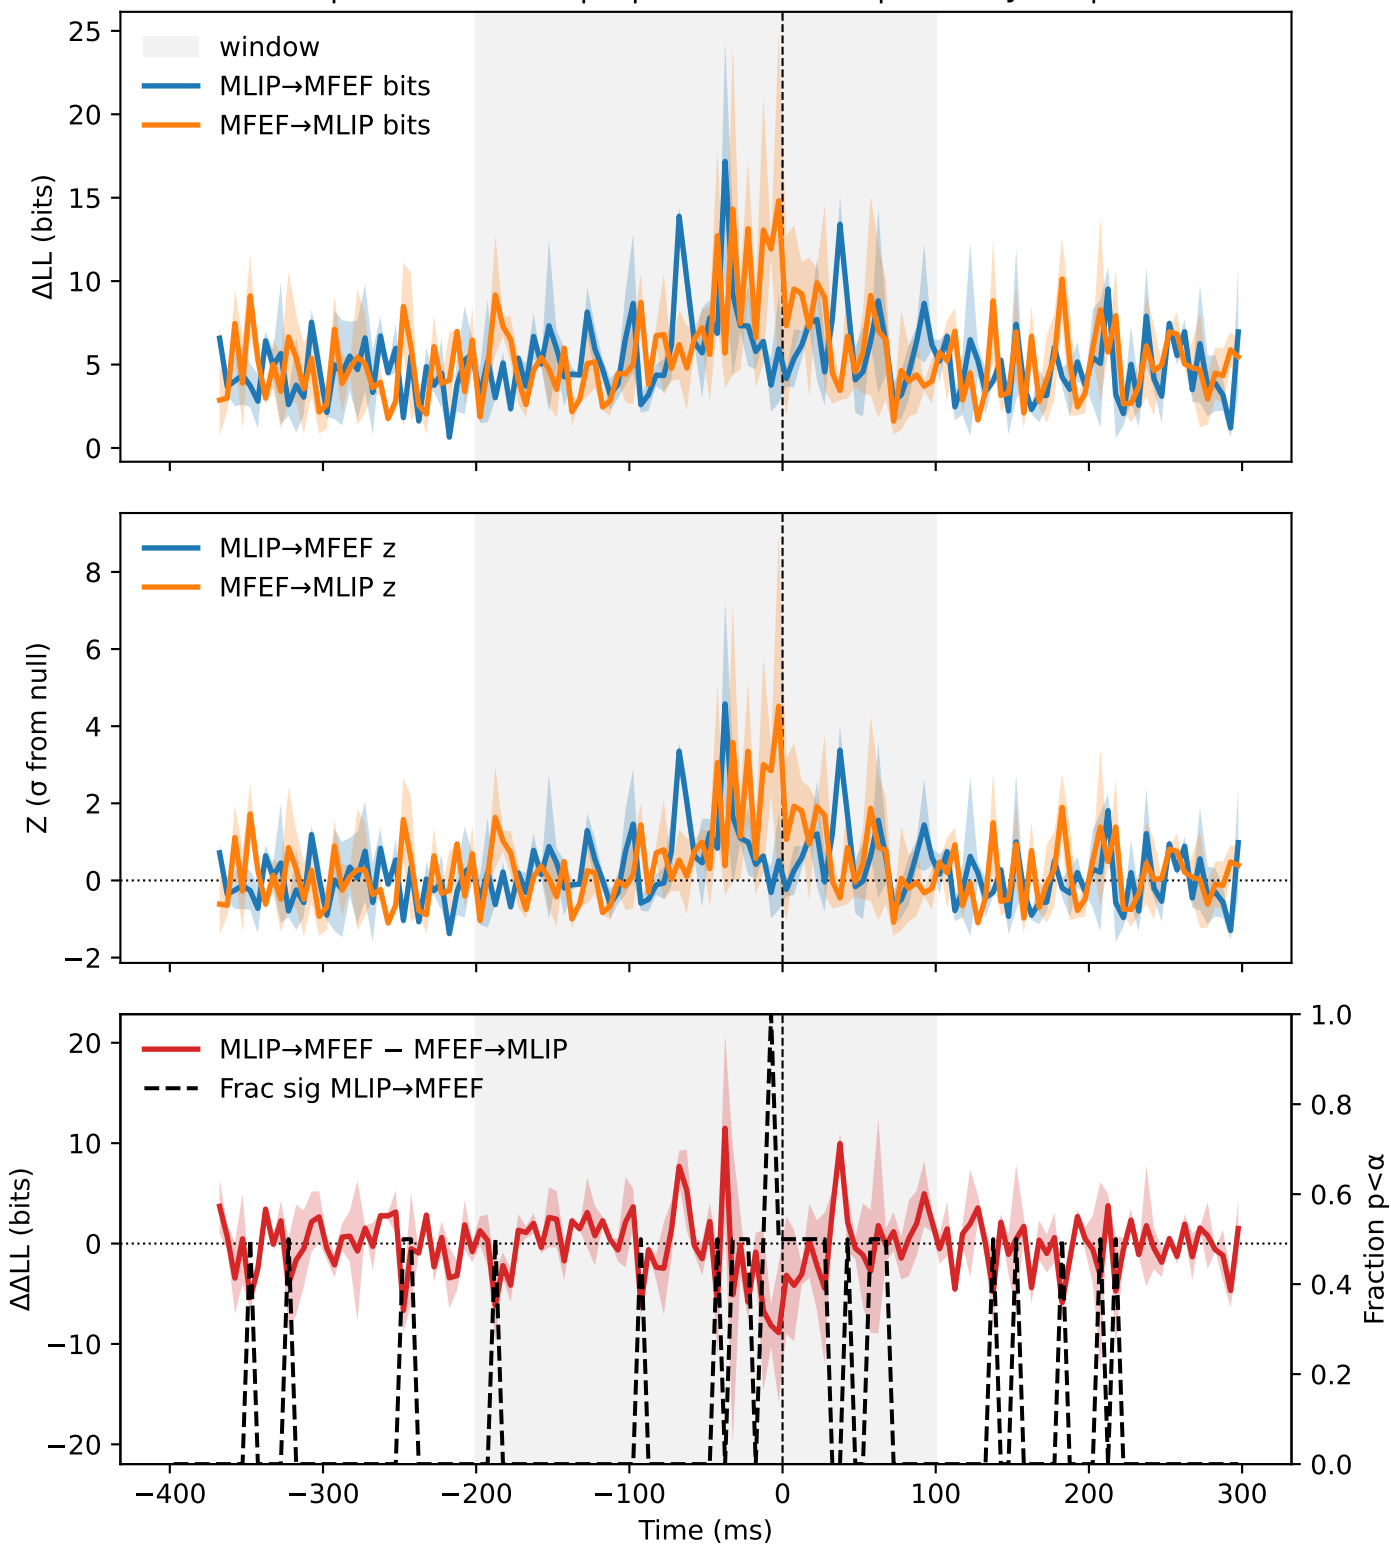 25
20
15
10
5
0
ΔLL (bits)
window
MLIP→MFEF bits
MFEF→MLIP bits
8
6
4
2
0
−2
Z (σ from null)
MLIP→MFEF z
MFEF→MLIP z
20
10
0
−10
−20
ΔΔLL (bits)
MLIP→MFEF − MFEF→MLIP
Frac sig MLIP→MFEF
1.0
0.8
0.6
0.4
0.2
0.0
Fraction p<α
−400 −300 −200 −100 0 100 200 300
Time (ms)